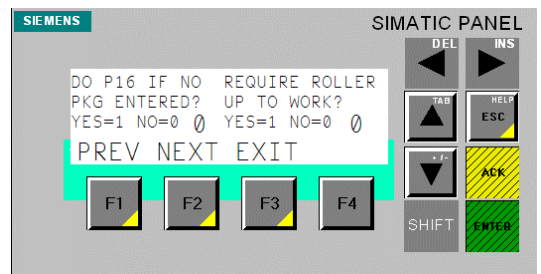 SIEMENS
SIMATIC PANEL
DEL INS
DO P16 IF NO REQUIRE ROLLER
PKG ENTERED? UP TO WORK?
YES=1 NO=0 0 YES=1 NO=0 0
PREV NEXT EXIT
TAB HELP
ESC
+/-
ACK
F1 F2 F3 F4
SHIFT ENTER